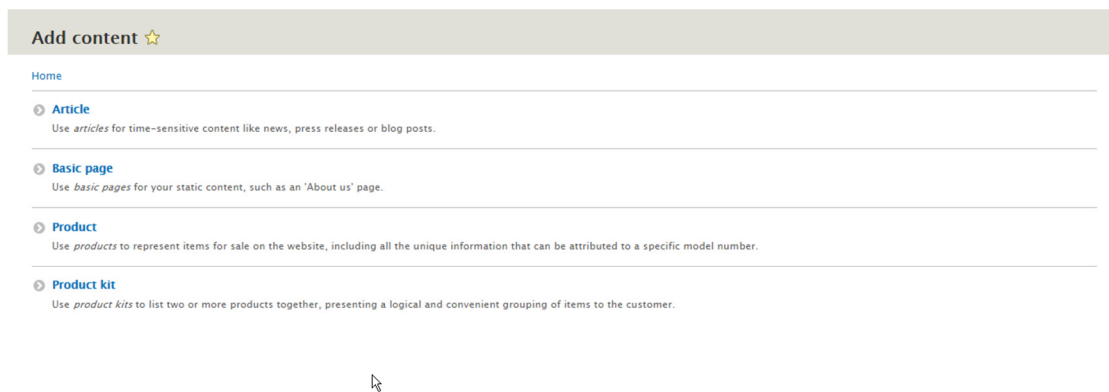 Add content
Home
Article
Use articles for time-sensitive content like news, press releases or blog posts.
Basic page
Use basic pages for your static content, such as an 'About us' page.
Product
Use products to represent items for sale on the website, including all the unique information that can be attributed to a specific model number.
Product kit
Use product kits to list two or more products together, presenting a logical and convenient grouping of items to the customer.